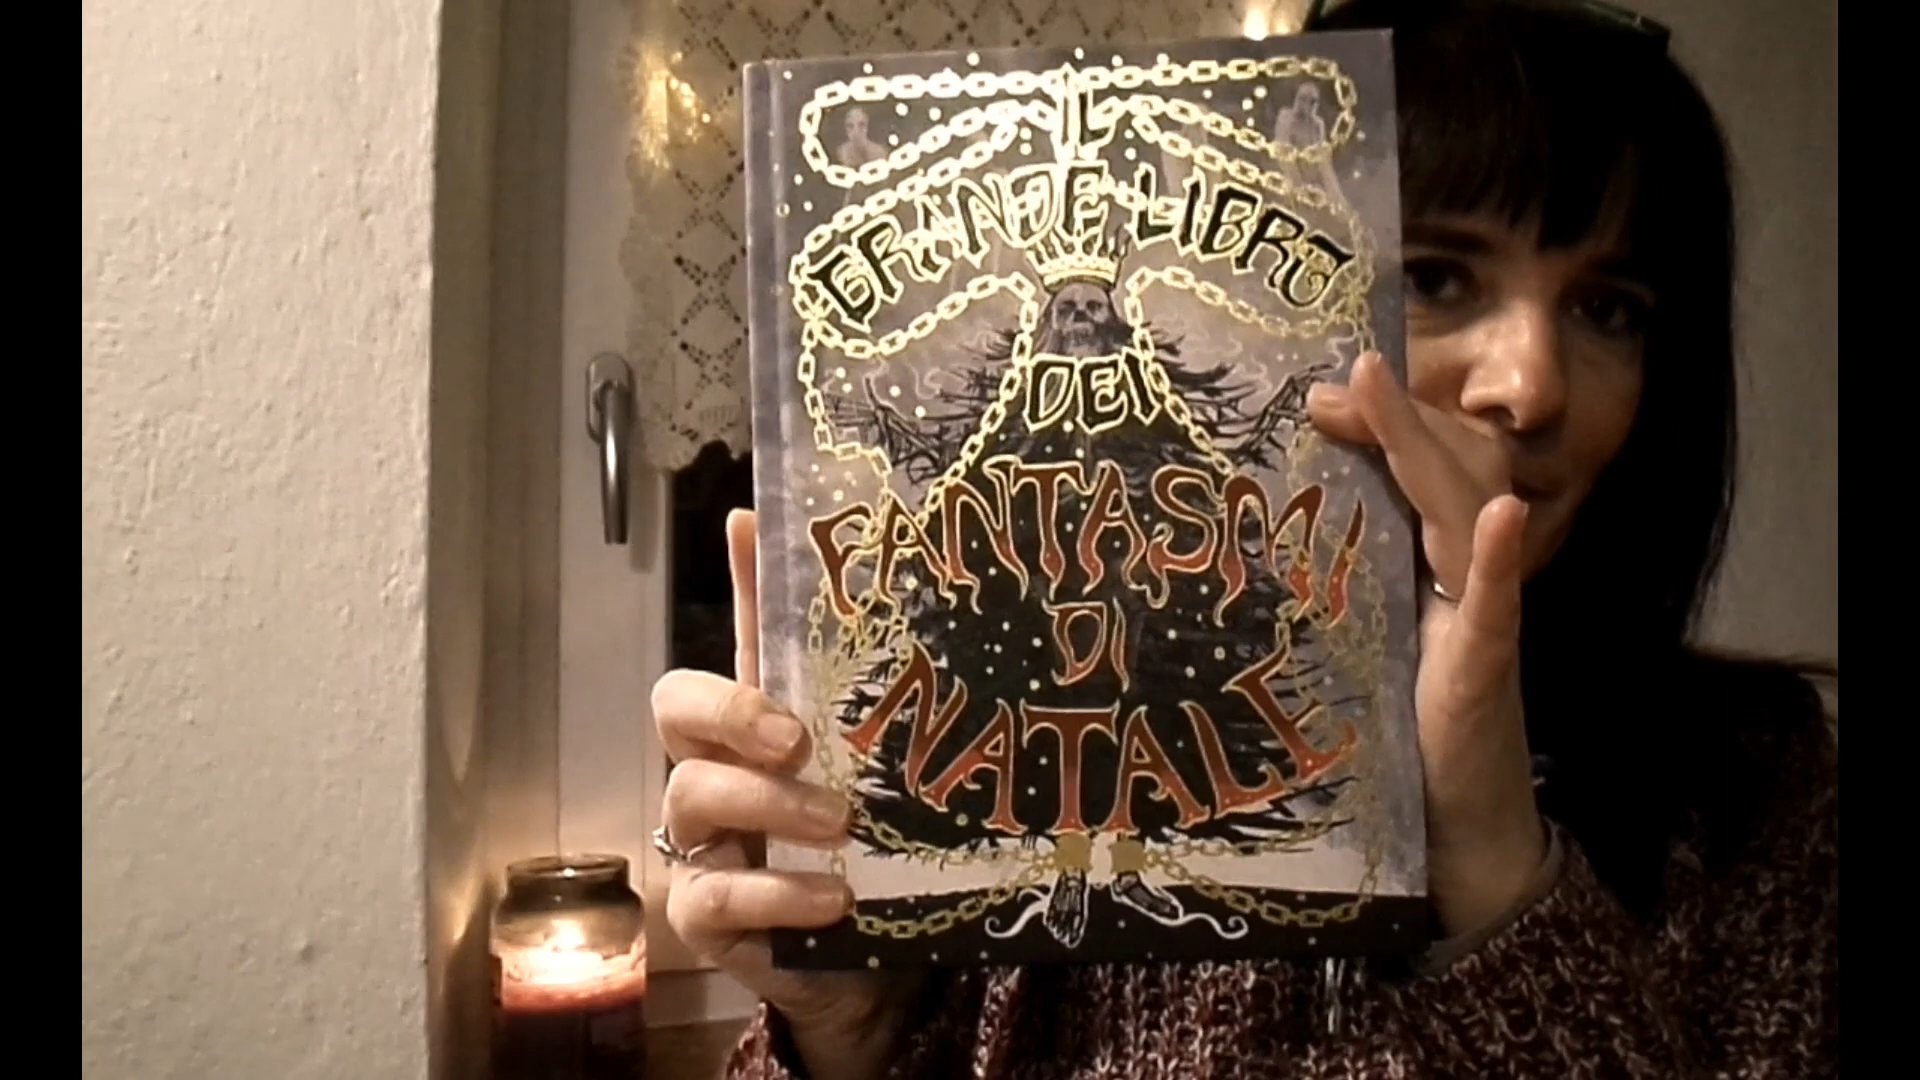 IL
GRANDE LIBRO
DEI
FANTASMI
DI
NATALE